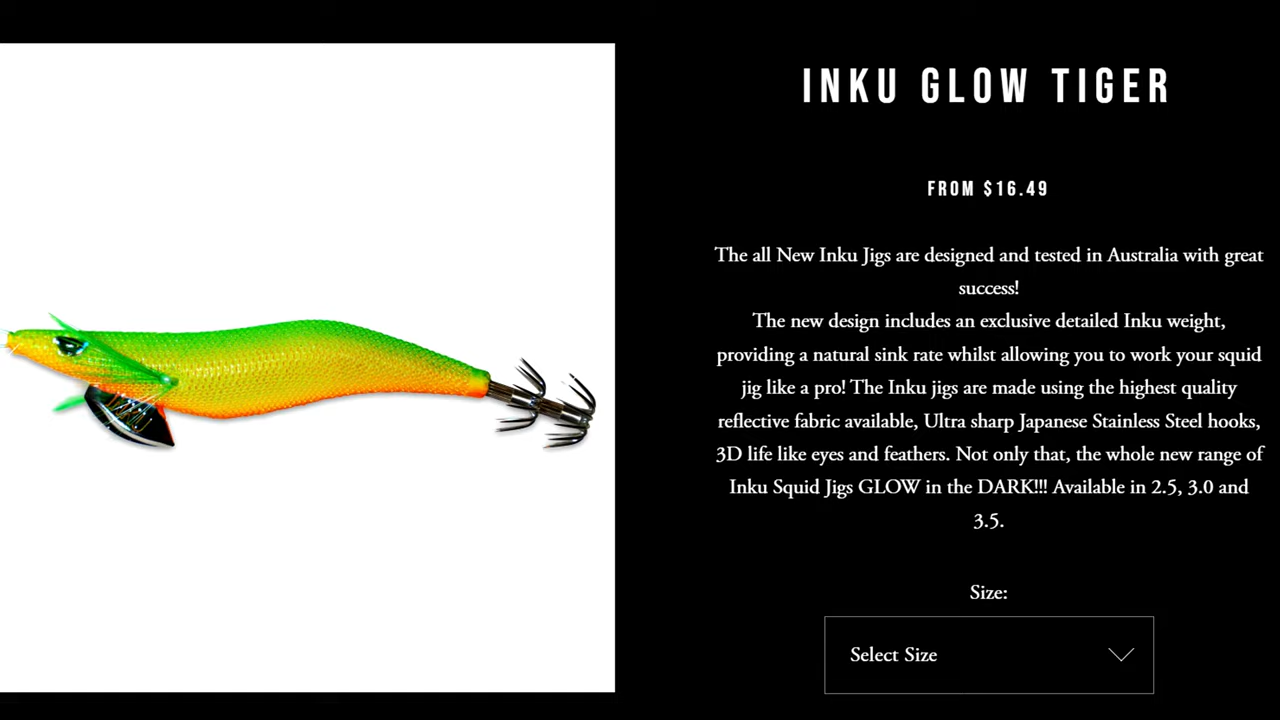 INKU GLOW TIGER
FROM $16.49
The all New Inku Jigs are designed and tested in Australia with great
success!
The new design includes an exclusive detailed Inku weight,
providing a natural sink rate whilst allowing you to work your squid
jig like a pro! The Inku jigs are made using the highest quality
reflective fabric available, Ultra sharp Japanese Stainless Steel hooks,
3D life like eyes and feathers. Not only that, the whole new range of
Inku Squid Jigs GLOW in the DARK!!! Available in 2.5, 3.0 and
3.5.
Size:
Select Size